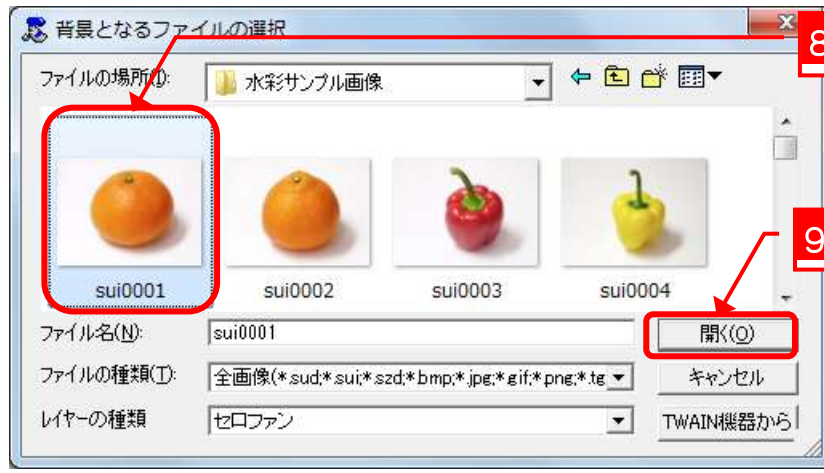 背景となるファイルの選択
8
ファイルの場所(I):
水彩サンプル画像
sui0001
sui0002
sui0003
sui0004
9
ファイル名(N):
sui0001
開く(O)
ファイルの種類(T):
全画像(*.sud;*.sui;*.szd;*.bmp;*.jpg;*.gif;*.png;*.tg
キャンセル
レイヤーの種類
セロファン
TWAIN機器から